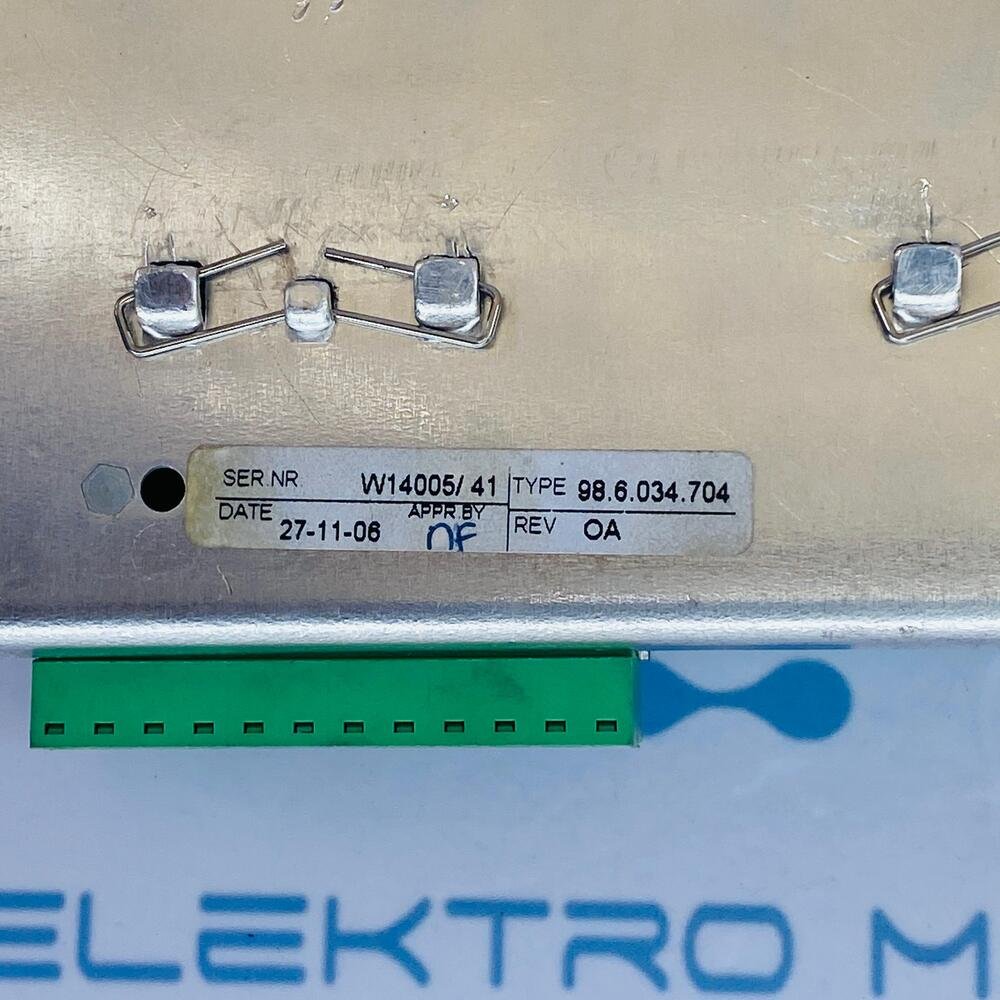 SER.NR W14005/ 41 TYPE 98.6.034.704
DATE 27-11-06 APPR.BY nF REV OA
ELEKTRO M